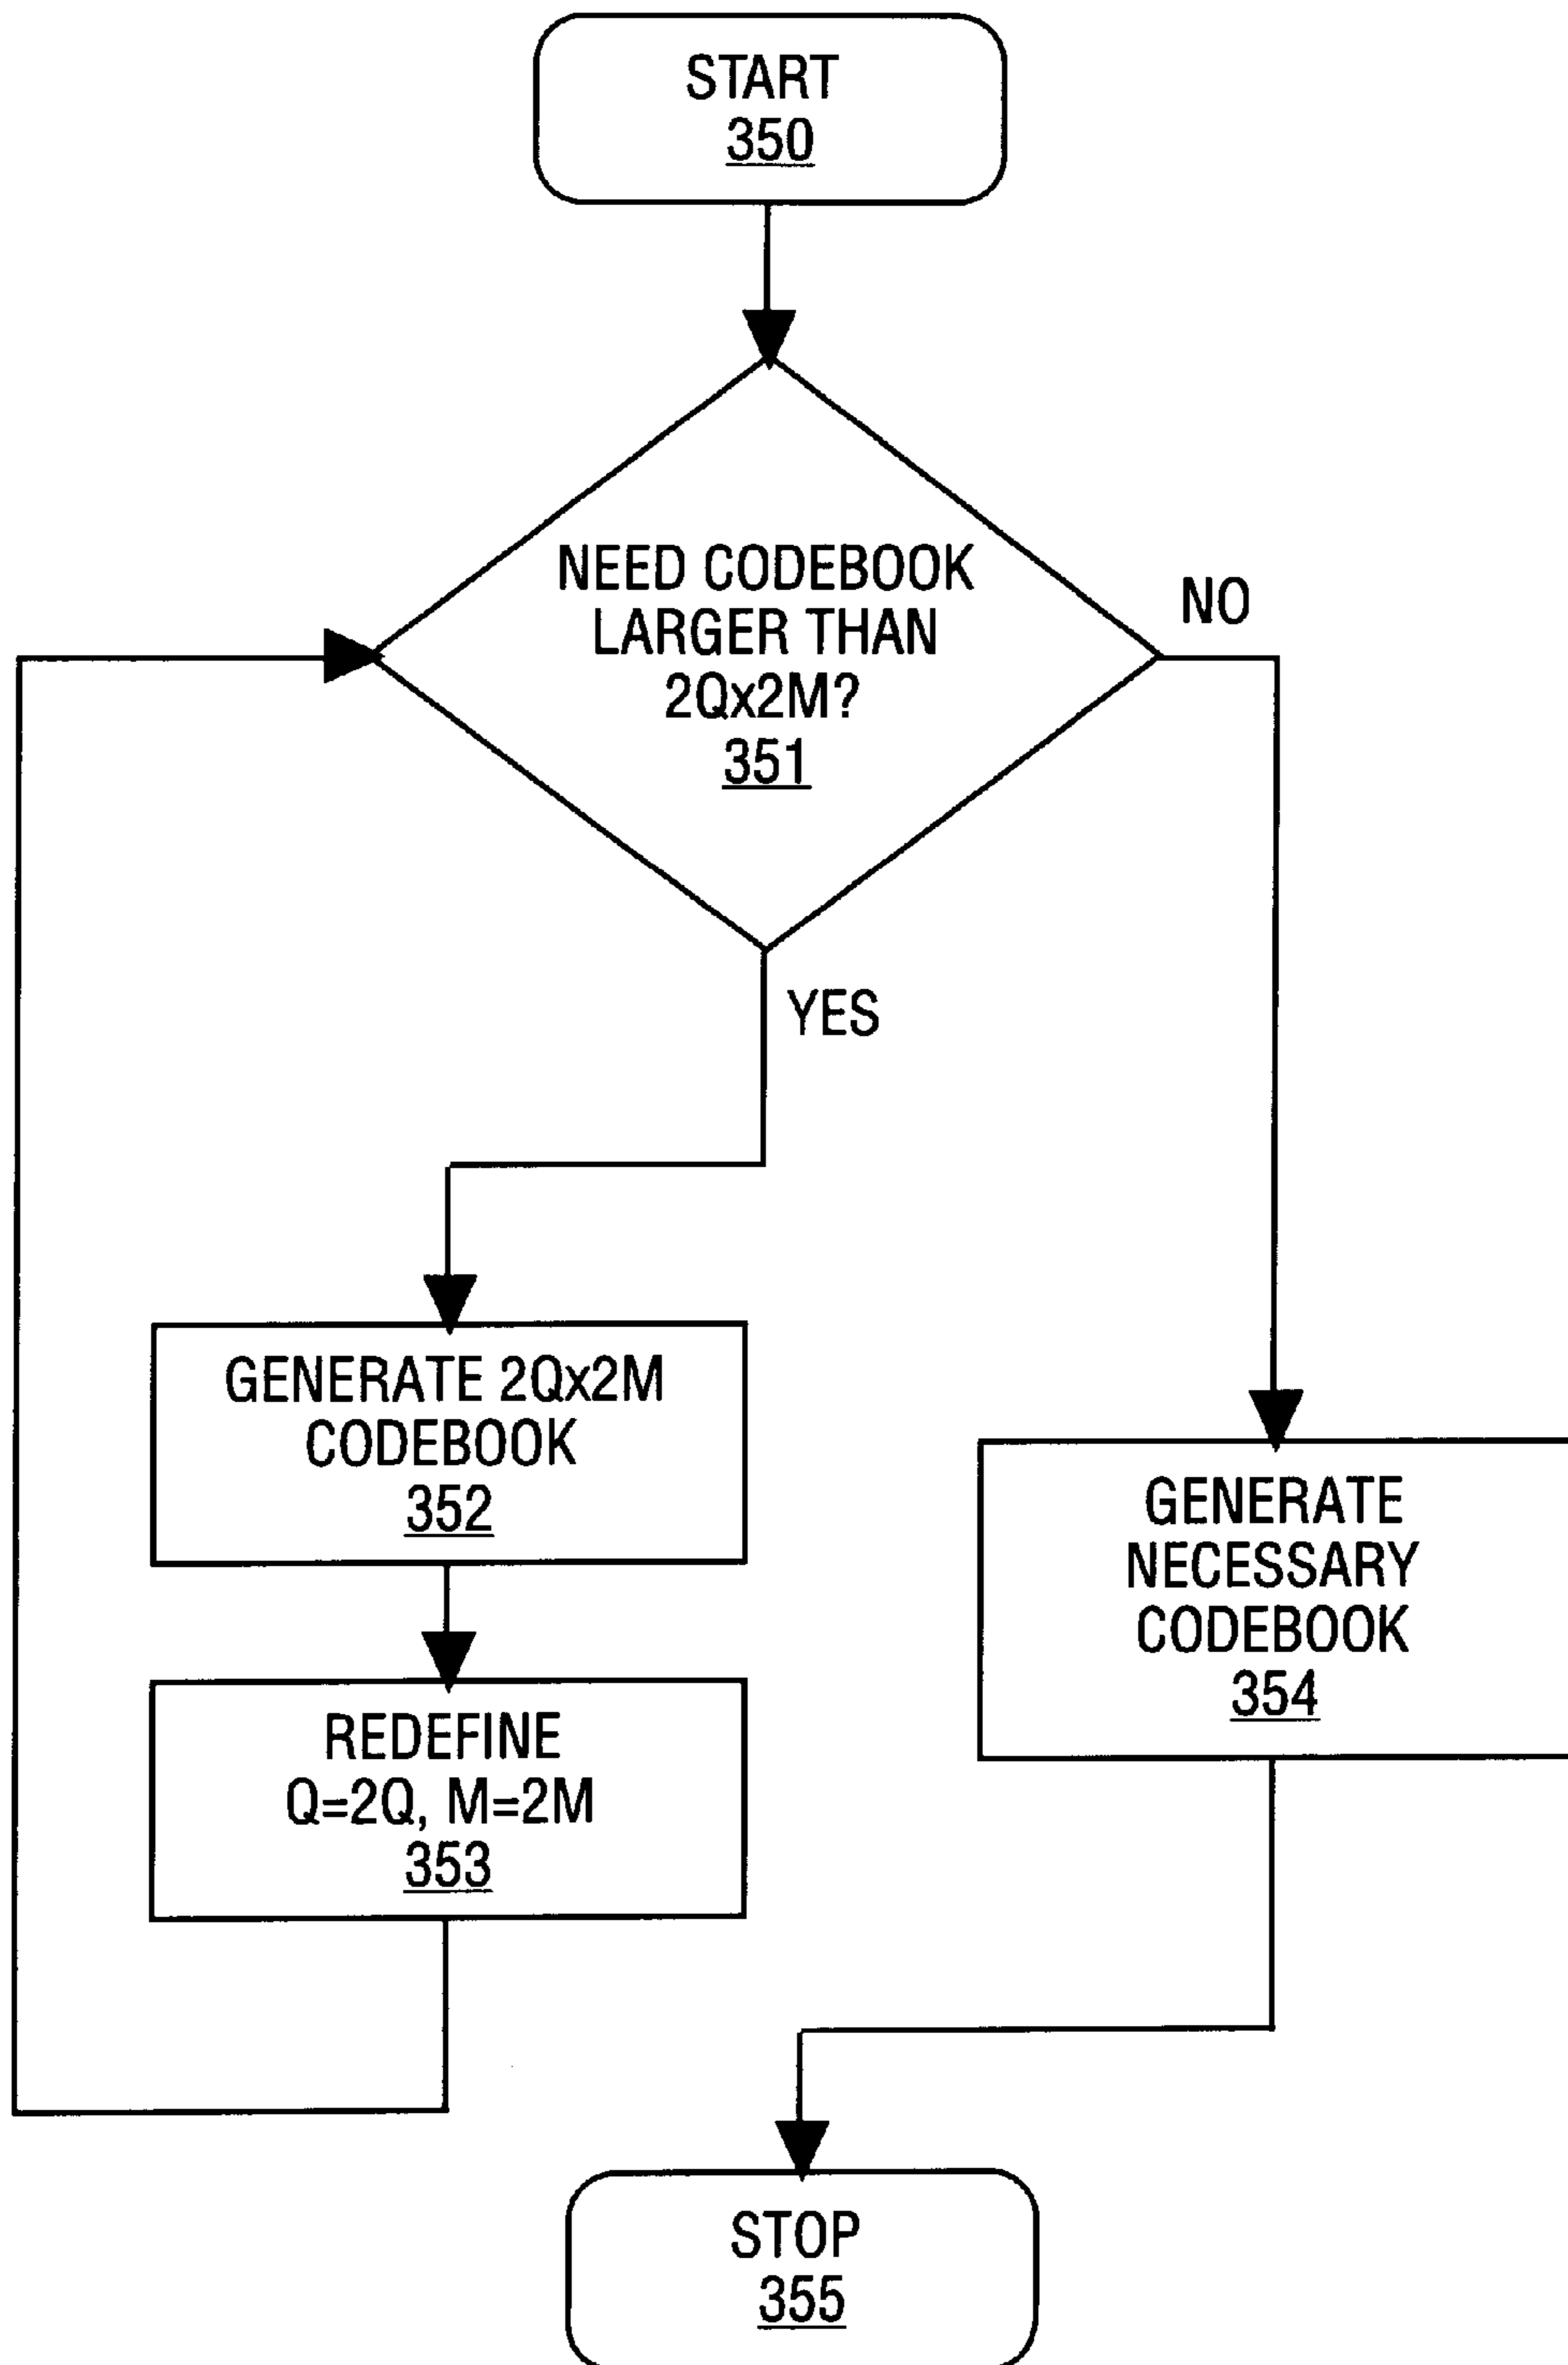 START
350
NEED CODEBOOK
LARGER THAN
2Qx2M?
351
NO
YES
GENERATE 2Qx2M
CODEBOOK
352
REDEFINE
Q=2Q, M=2M
353
GENERATE
NECESSARY
CODEBOOK
354
STOP
355